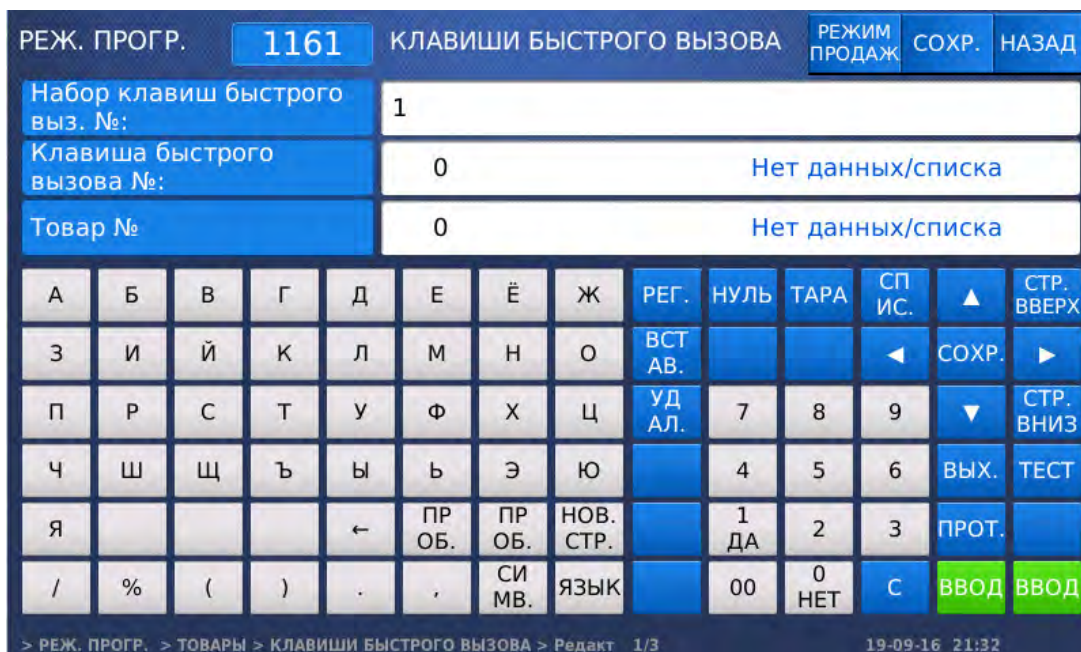 РЕЖ. ПРОГР. 1161 КЛАВИШИ БЫСТРОГО ВЫЗОВА РЕЖИМ ПРОДАЖ СОХР. НАЗАД
Набор клавиш быстрого
выз. №: 1
Клавиша быстрого
вызова №: 0 Нет данных/списка
Товар № 0 Нет данных/списка
А Б В Г Д Е Ё Ж РЕГ. НУЛЬ ТАРА СП ИС. ▲ СТР. ВВЕРХ
З И Й К Л М Н О ВСТ АВ. ◀ СОХР. ▶
П Р С Т У Ф Х Ц УД АЛ. 7 8 9 ▼ СТР. ВНИЗ
Ч Ш Щ Ъ Ы Ь Э Ю 4 5 6 ВЫХ. ТЕСТ
Я ← ПР ОБ. ПР ОБ. НОВ. СТР. 1 ДА 2 3 ПРОТ.
/ % ( ) . , СИ МВ. ЯЗЫК 00 0 НЕТ С ВВОД ВВОД
> РЕЖ. ПРОГР. > ТОВАРЫ > КЛАВИШИ БЫСТРОГО ВЫЗОВА > Редакт 1/3 19-09-16 21:32